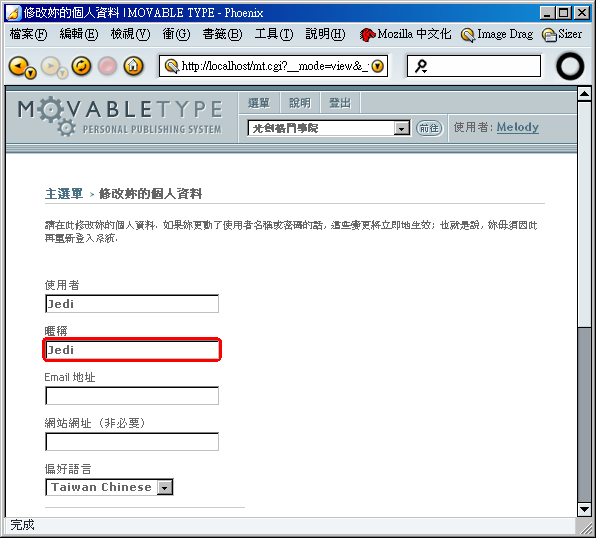 修改妳的個人資料 | MOVABLE TYPE - Phoenix
檔案(F) 編輯(E) 檢視(V) 衝(G) 書籤(B) 工具(T) 說明(H) Mozilla 中文化 Image Drag Sizer
http://localhost/mt.cgi?__mode=view&_
MOVABLETYPE
PERSONAL PUBLISHING SYSTEM
選單 說明 登出
光劍格鬥學院 前往 使用者: Melody
主選單 > 修改妳的個人資料
請在此修改妳的個人資料. 如果妳更動了使用者名稱或密碼的話, 這些變更將立即地生效; 也就是說, 妳毋須因此
再重新登入系統.
使用者
Jedi
暱稱
Jedi
Email 地址
網站網址 (非必要)
偏好語言
Taiwan Chinese
完成